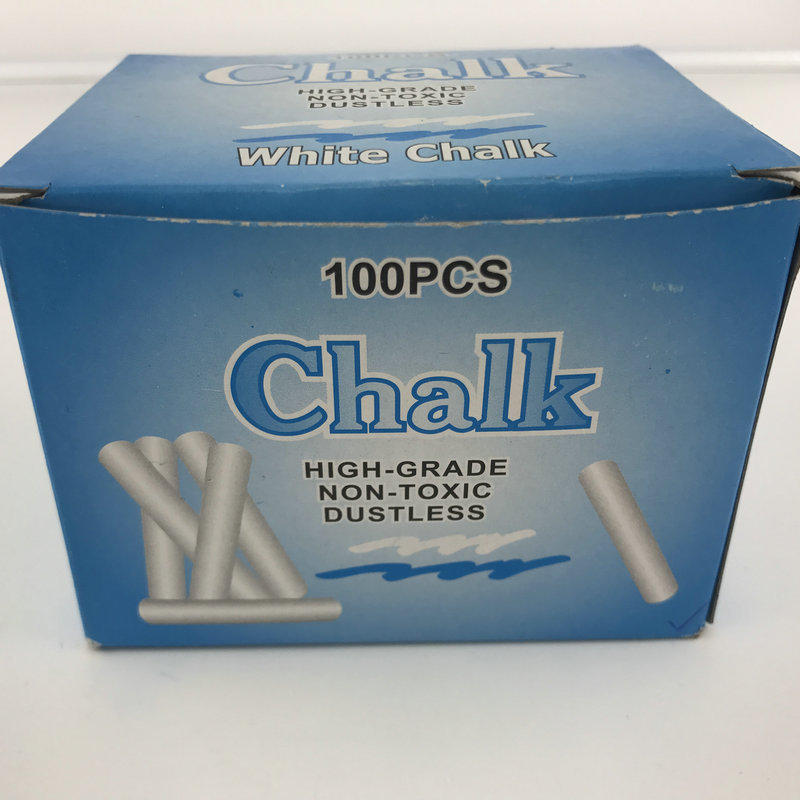 Chalk
HIGH-GRADE
NON-TOXIC
DUSTLESS
White Chalk
100PCS
Chalk
HIGH-GRADE
NON-TOXIC
DUSTLESS